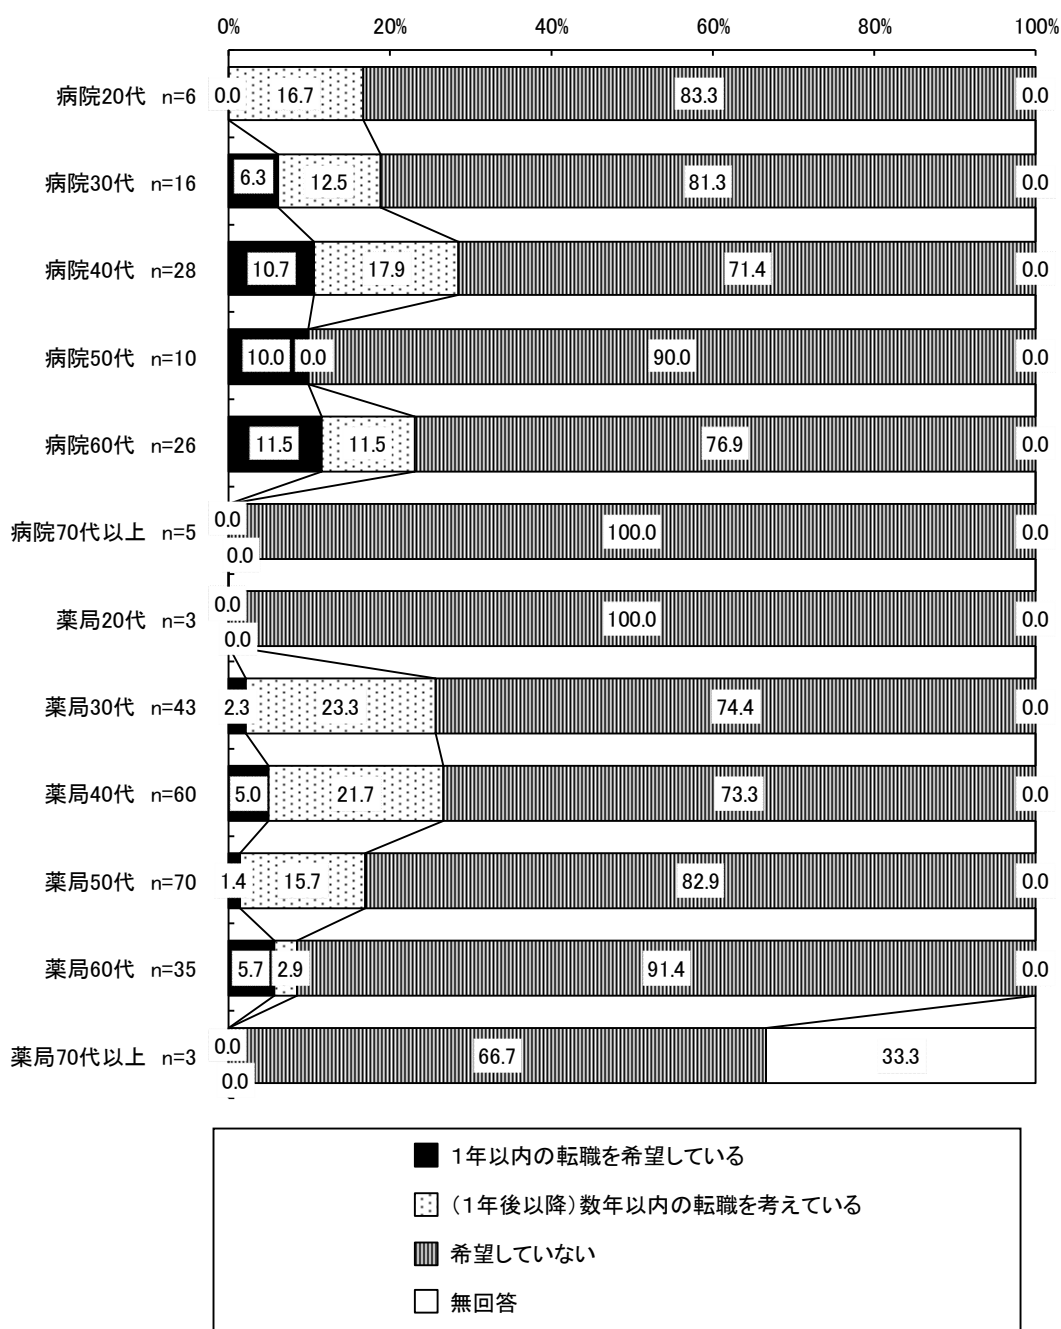 0% 20% 40% 60% 80% 100%
病院20代 n=6 0.0 16.7 83.3 0.0
病院30代 n=16 6.3 12.5 81.3 0.0
病院40代 n=28 10.7 17.9 71.4 0.0
病院50代 n=10 10.0 0.0 90.0 0.0
病院60代 n=26 11.5 11.5 76.9 0.0
病院70代以上 n=5 0.0 0.0 100.0 0.0
薬局20代 n=3 0.0 0.0 100.0 0.0
薬局30代 n=43 2.3 23.3 74.4 0.0
薬局40代 n=60 5.0 21.7 73.3 0.0
薬局50代 n=70 1.4 15.7 82.9 0.0
薬局60代 n=35 5.7 2.9 91.4 0.0
薬局70代以上 n=3 0.0 0.0 66.7 33.3
1年以内の転職を希望している
(1年後以降)数年以内の転職を考えている
希望していない
無回答